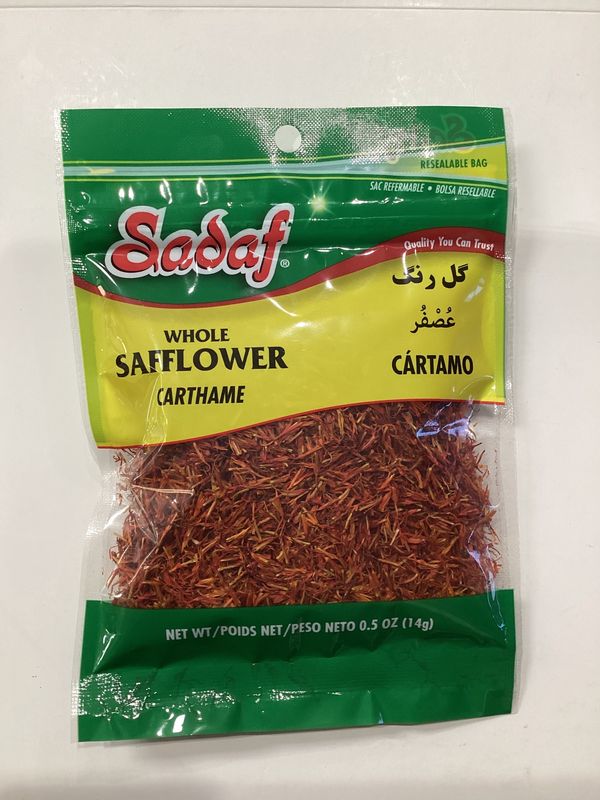 RESEALABLE BAG
SAC REFERMABLE • BOLSA RESELLABLE
Sadaf®
Quality You Can Trust
گل رنگ
عُصْفُر
WHOLE
SAFFLOWER
CÁRTAMO
CARTHAME
NET WT/POIDS NET/PESO NETO 0.5 OZ (14g)